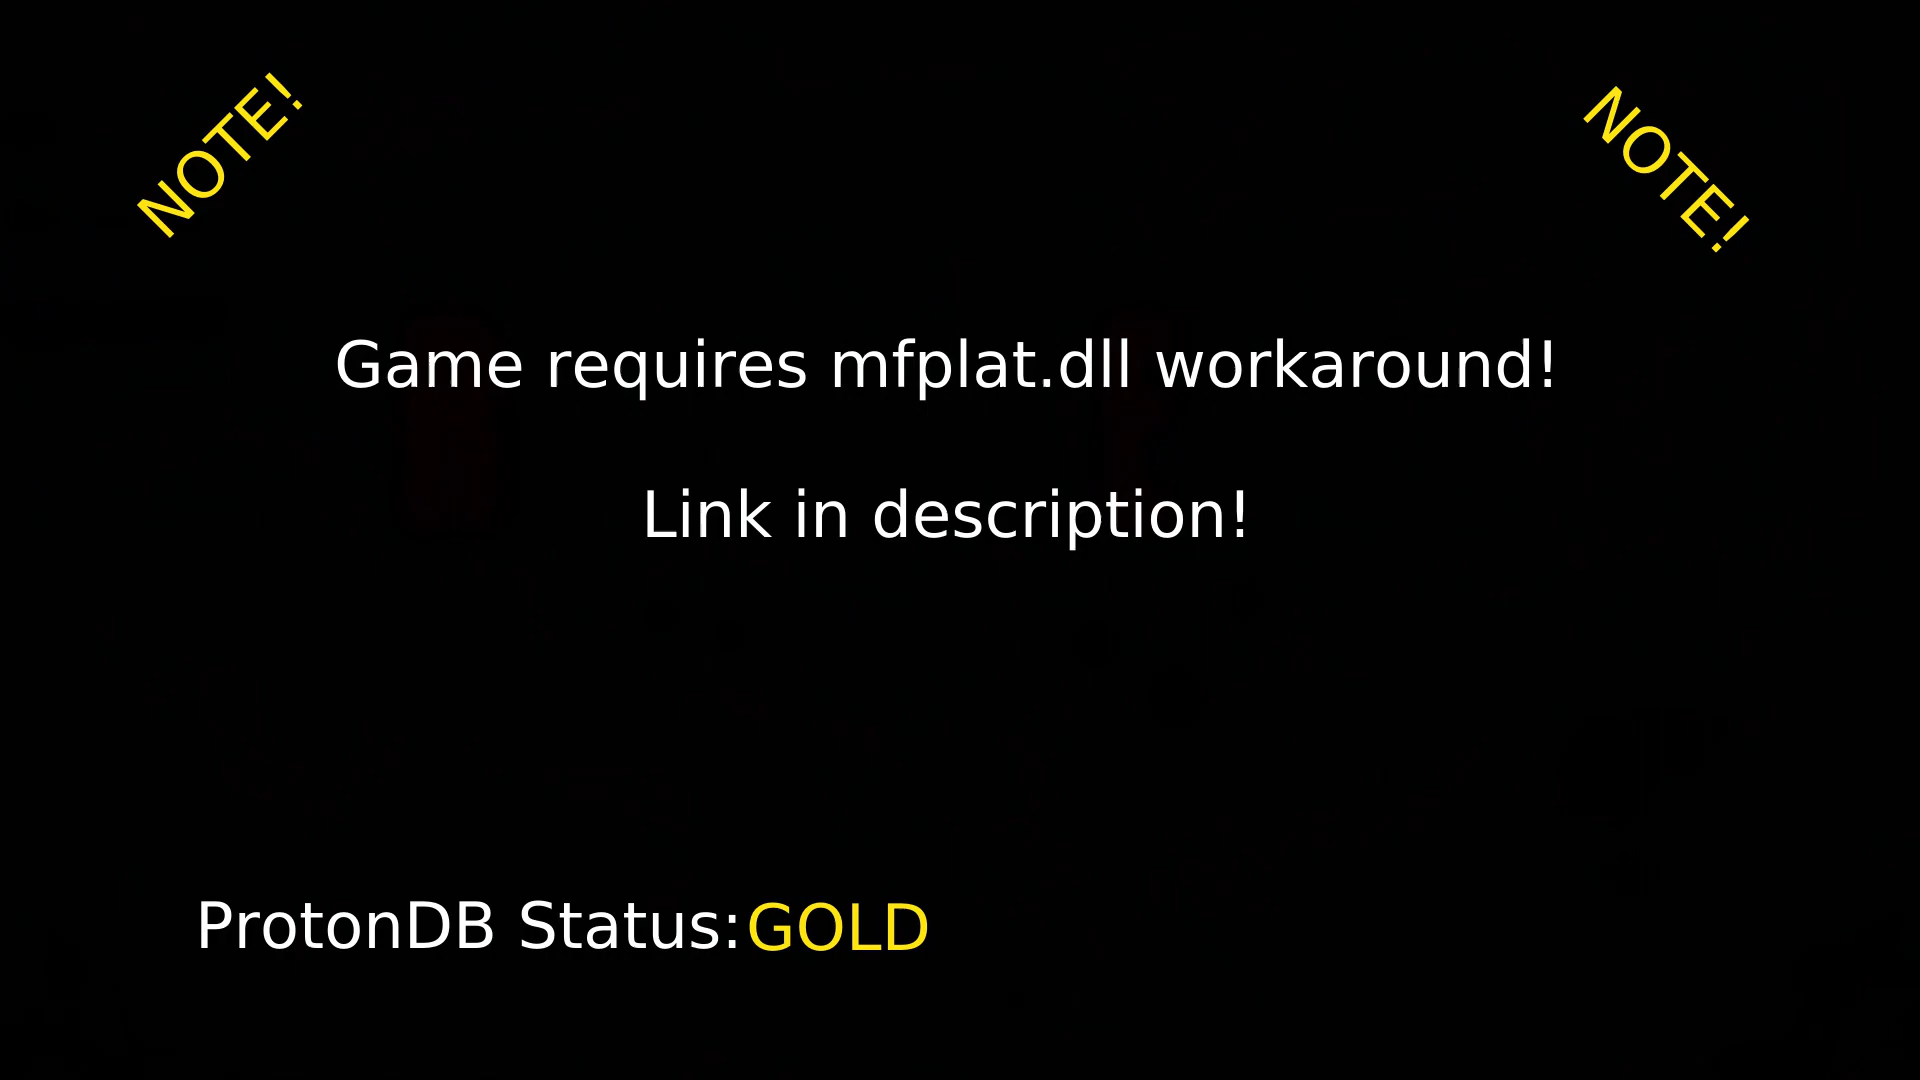 NOTE!
NOTE!
Game requires mfplat.dll workaround!
Link in description!
ProtonDB Status:GOLD